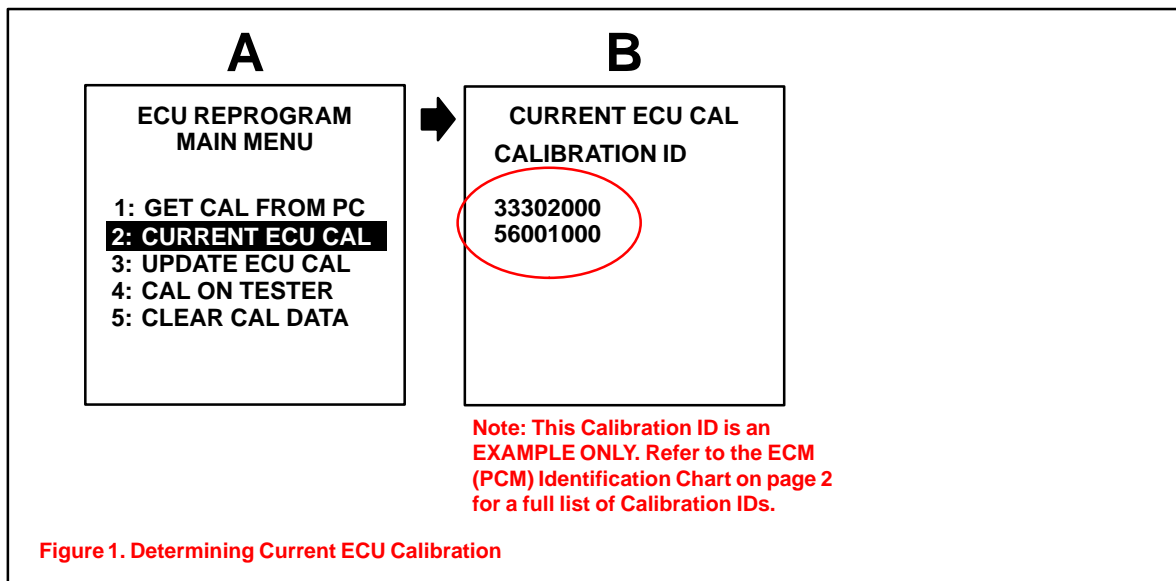 A
ECU REPROGRAM
MAIN MENU
1: GET CAL FROM PC
2: CURRENT ECU CAL
3: UPDATE ECU CAL
4: CAL ON TESTER
5: CLEAR CAL DATA
B
CURRENT ECU CAL
CALIBRATION ID
33302000
56001000
Note: This Calibration ID is an
EXAMPLE ONLY. Refer to the ECM
(PCM) Identification Chart on page 2
for a full list of Calibration IDs.
Figure 1. Determining Current ECU Calibration